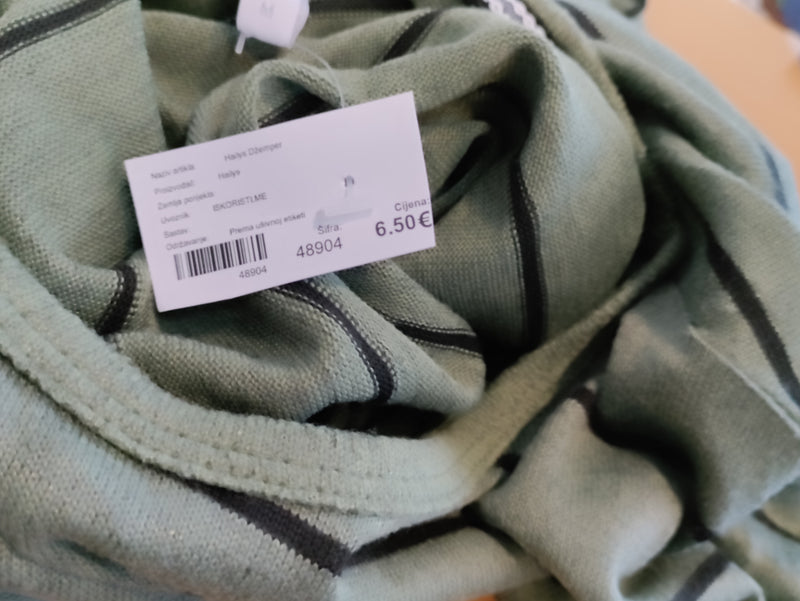 M
Naziv artikla: Hailys Džemper
Proizvođač: Hailys
Zemlja porijekla:
Uvoznik: ISKORISTI.ME
Sastav:
Održavanje Prema ušivnoj etiketi
Šifra: Cijena:
48904 6.50€
48904